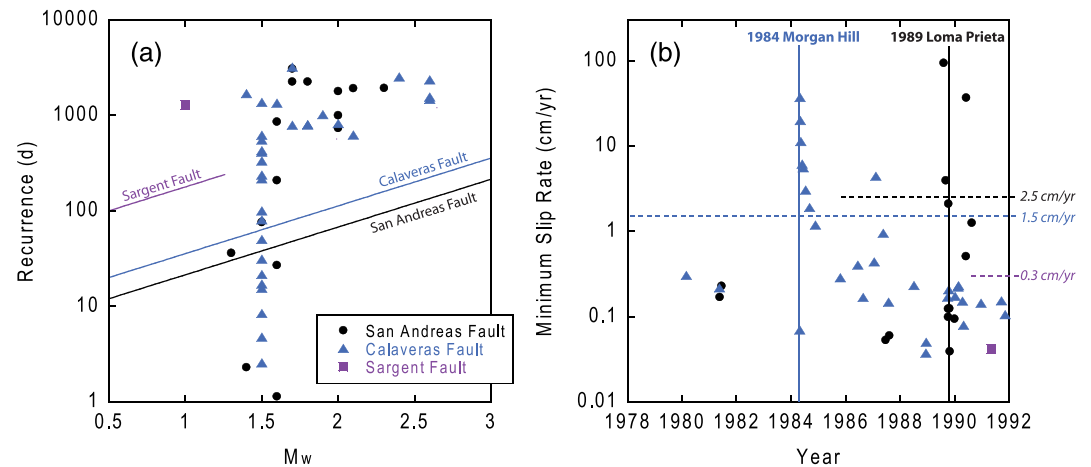 (a)
10000
1000
100
10
1
Recurrence (d)
Sargent Fault
Calaveras Fault
San Andreas Fault
San Andreas Fault
Calaveras Fault
Sargent Fault
0.5 1 1.5 2 2.5 3
Mw
1984 Morgan Hill 1989 Loma Prieta
(b)
100
10
1
0.1
0.01
Minimum Slip Rate (cm/yr)
2.5 cm/yr
1.5 cm/yr
0.3 cm/yr
1978 1980 1982 1984 1986 1988 1990 1992
Year